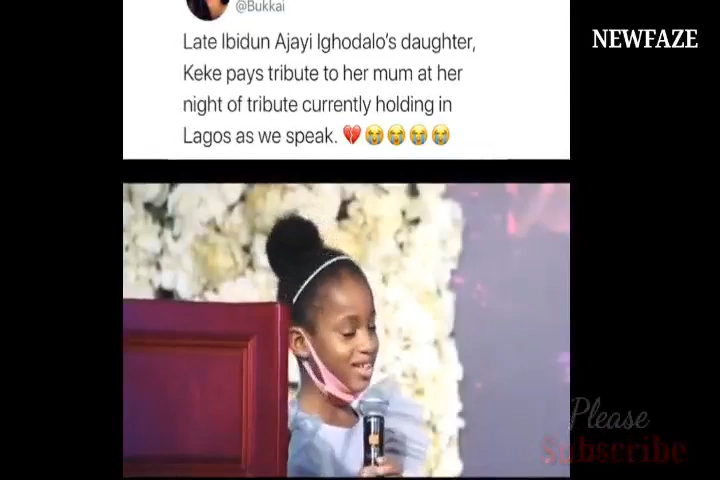 @Bukkai
NEWFAZE
Late Ibidun Ajayi Ighodalo's daughter,
Keke pays tribute to her mum at her
night of tribute currently holding in
Lagos as we speak. 💔😭😭😭😭
Please
Subscribe